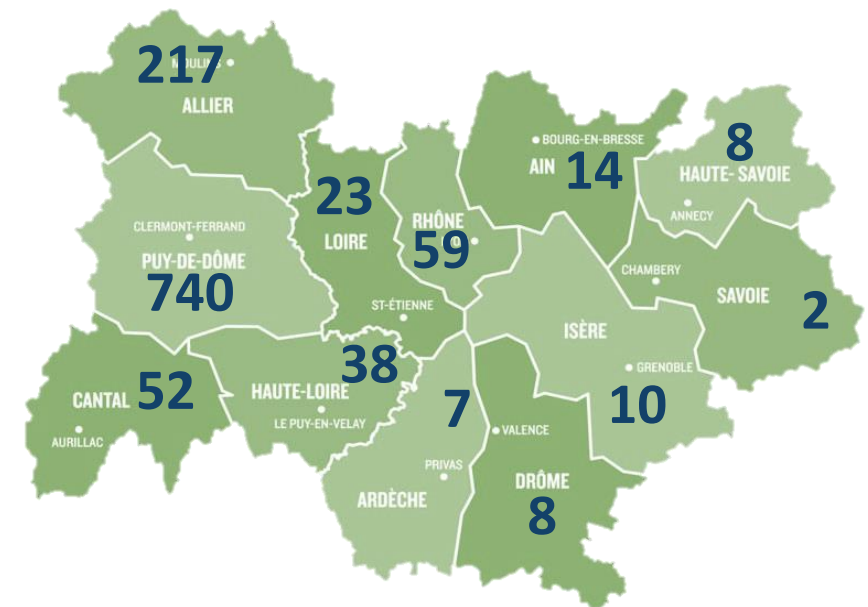 217
MOULINS
ALLIER
BOURG-EN-BRESSE
AIN
14
8
HAUTE- SAVOIE
ANNECY
23
LOIRE
RHÔNE
59
CLERMONT-FERRAND
PUY-DE-DÔME
740
ST-ÉTIENNE
CHAMBERY
SAVOIE
2
ISÈRE
GRENOBLE
10
CANTAL
52
AURILLAC
38
HAUTE-LOIRE
LE PUY-EN-VELAY
7
PRIVAS
ARDÈCHE
VALENCE
DRÔME
8